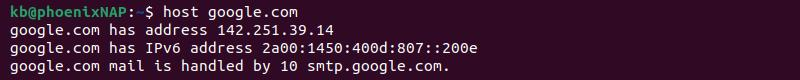 kb@phoenixNAP:~$ host google.com
google.com has address 142.251.39.14
google.com has IPv6 address 2a00:1450:400d:807::200e
google.com mail is handled by 10 smtp.google.com.